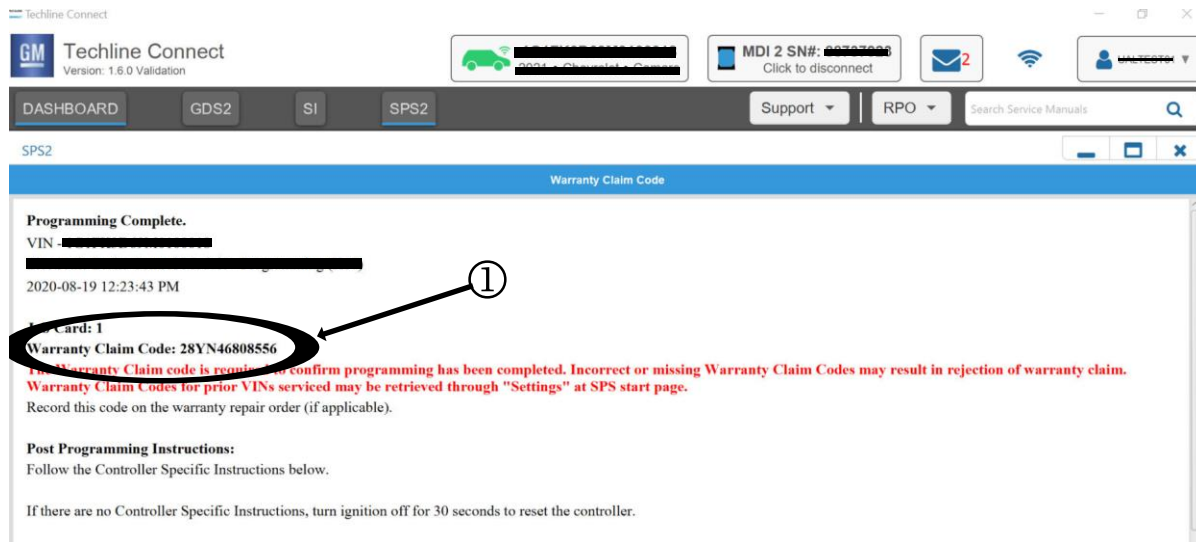 Techline Connect
GM
Techline Connect
Version: 1.6.0 Validation
MDI 2 SN#:
Click to disconnect
2
DASHBOARD
GDS2
SI
SPS2
Support
RPO
Search Service Manuals
SPS2
Warranty Claim Code
Programming Complete.
VIN -
2020-08-19 12:23:43 PM
①
Card: 1
Warranty Claim Code: 28YN46808556
The Warranty Claim code is required to confirm programming has been completed. Incorrect or missing Warranty Claim Codes may result in rejection of warranty claim.
Warranty Claim Codes for prior VINs serviced may be retrieved through "Settings" at SPS start page.
Record this code on the warranty repair order (if applicable).
Post Programming Instructions:
Follow the Controller Specific Instructions below.
If there are no Controller Specific Instructions, turn ignition off for 30 seconds to reset the controller.